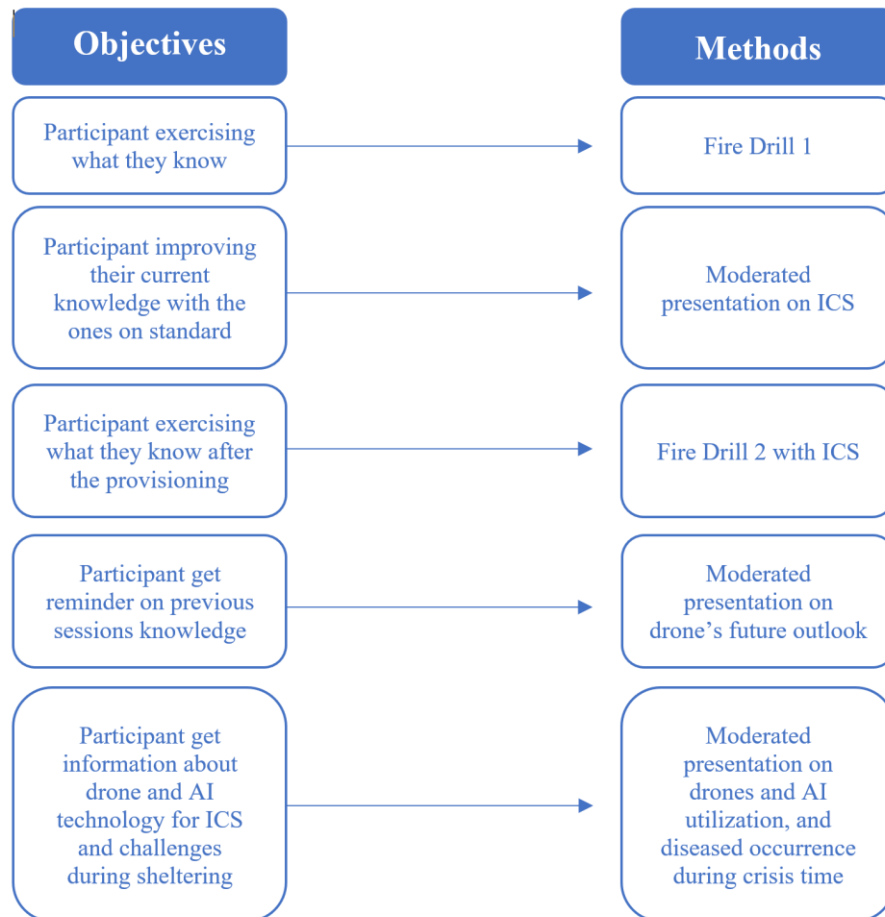 Objectives
Methods
Participant exercising
what they know
Fire Drill 1
Participant improving
their current
knowledge with the
ones on standard
Moderated
presentation on ICS
Participant exercising
what they know after
the provisioning
Fire Drill 2 with ICS
Participant get
reminder on previous
sessions knowledge
Moderated
presentation on
drone’s future outlook
Participant get
information about
drone and AI
technology for ICS
and challenges
during sheltering
Moderated
presentation on
drones and AI
utilization, and
diseased occurrence
during crisis time